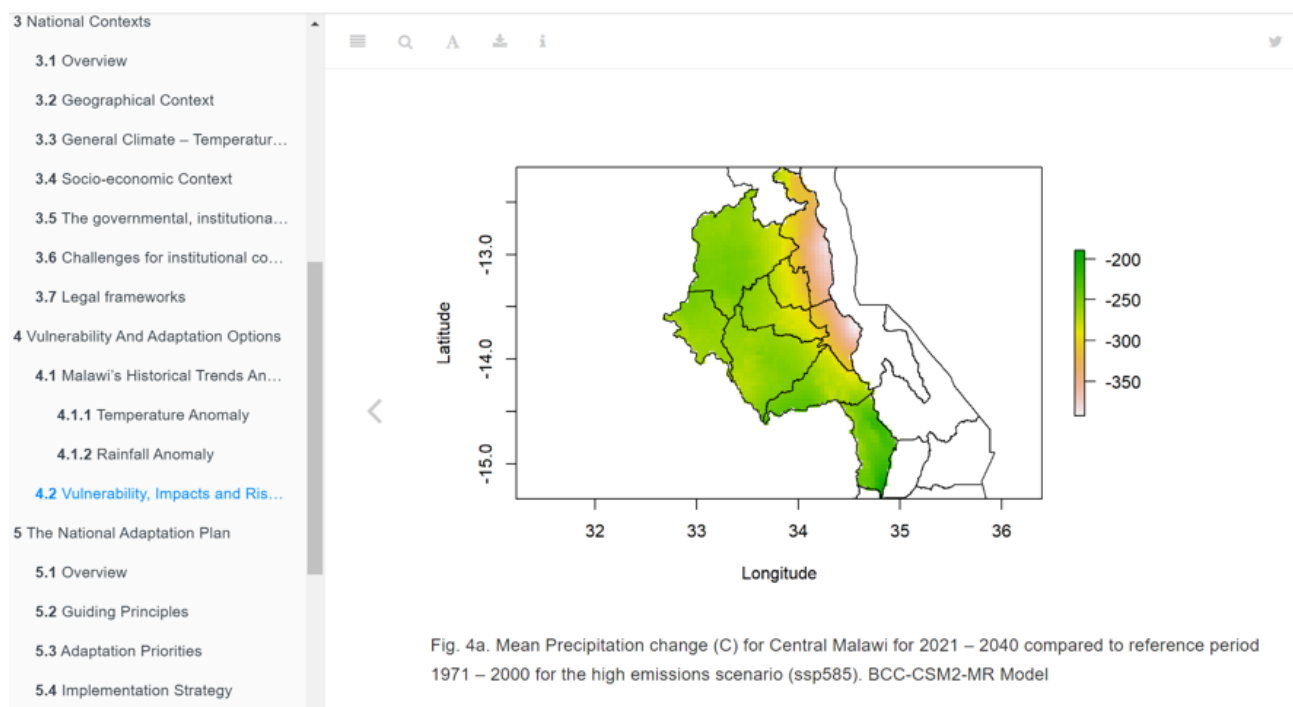 3 National Contexts
3.1 Overview
3.2 Geographical Context
3.3 General Climate – Temperatur…
3.4 Socio-economic Context
3.5 The governmental, institutiona…
3.6 Challenges for institutional co…
3.7 Legal frameworks
4 Vulnerability And Adaptation Options
4.1 Malawi's Historical Trends An…
4.1.1 Temperature Anomaly
4.1.2 Rainfall Anomaly
4.2 Vulnerability, Impacts and Ris…
5 The National Adaptation Plan
5.1 Overview
5.2 Guiding Principles
5.3 Adaptation Priorities
5.4 Implementation Strategy
A
i
Latitude
-13.0
-14.0
-15.0
32 33 34 35 36
Longitude
-200
-250
-300
-350
Fig. 4a. Mean Precipitation change (C) for Central Malawi for 2021 – 2040 compared to reference period
1971 – 2000 for the high emissions scenario (ssp585). BCC-CSM2-MR Model